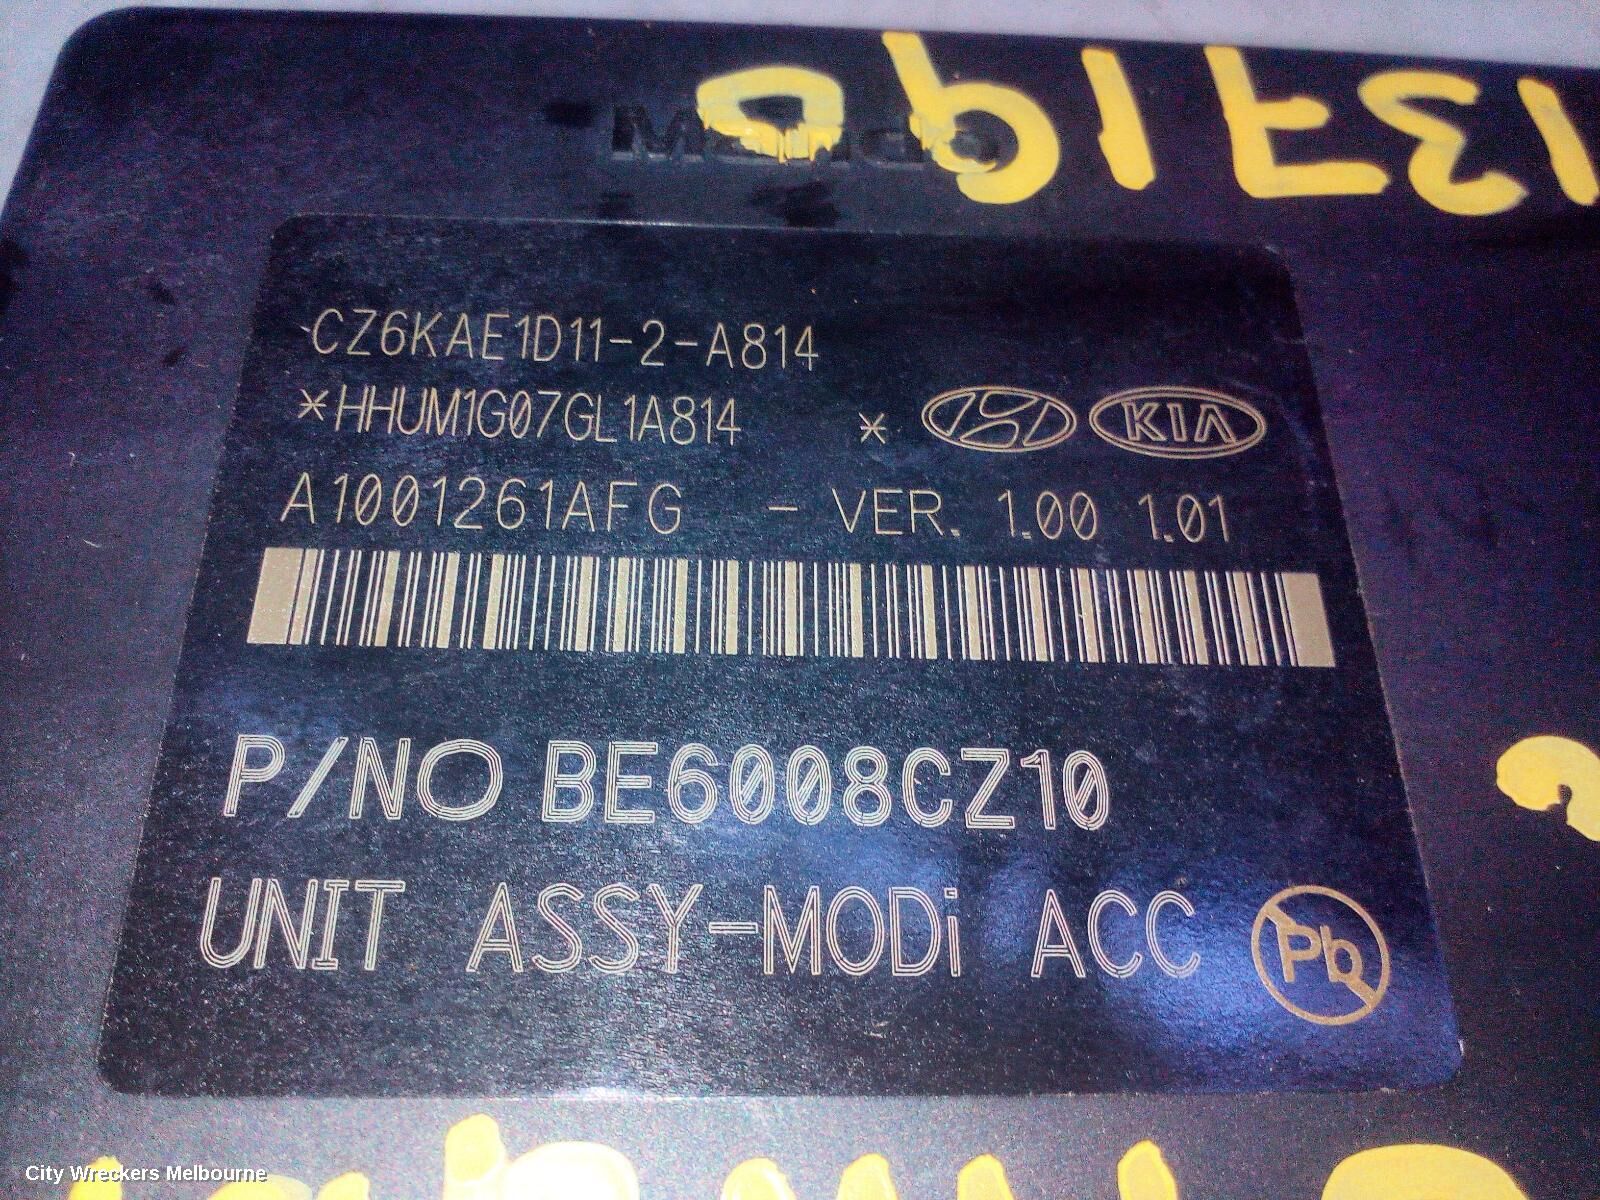 CZ6KAE1D11-2-A814
*HHUM1G07GL1A814 * KIA
A1001261AFG - VER. 1.00 1.01
P/NO BE6008CZ10
UNIT ASSY-MODi ACC Pb
City Wreckers Melbourne